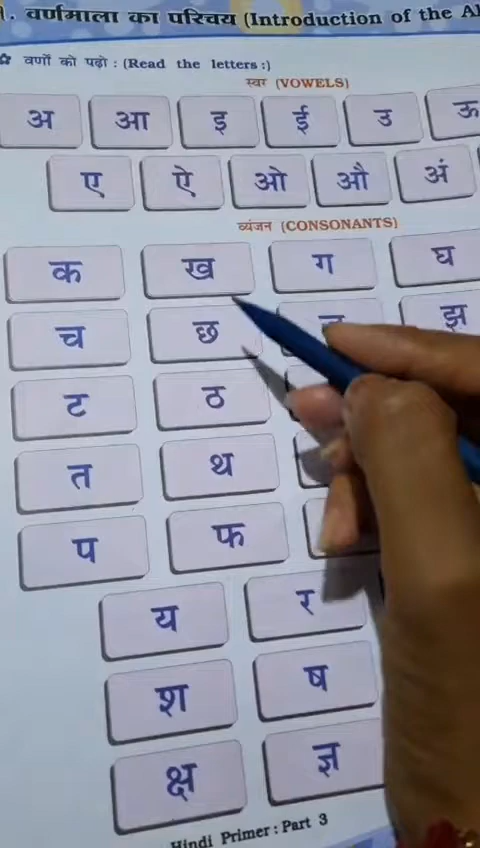 1. वर्णमाला का परिचय (Introduction of the
✡ वर्णों को पढ़ो : (Read the letters :)
स्वर (VOWELS)
अ आ इ ई उ ऊ
ए ऐ ओ औ अं
व्यंजन (CONSONANTS)
क ख ग घ
च छ झ
ट ठ
त थ
प फ
य र
श ष
क्ष ज्ञ
Hindi Primer : Part 3